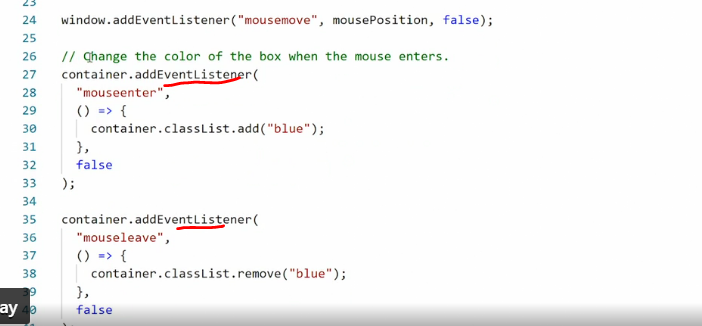 23
24 window.addEventListener("mousemove", mousePosition, false);
25
26 // Change the color of the box when the mouse enters.
27 container.addEventListener(
28 "mouseenter",
29 () => {
30 container.classList.add("blue");
31 },
32 false
33 );
34
35 container.addEventListener(
36 "mouseleave",
37 () => {
38 container.classList.remove("blue");
39 },
40 false
ay